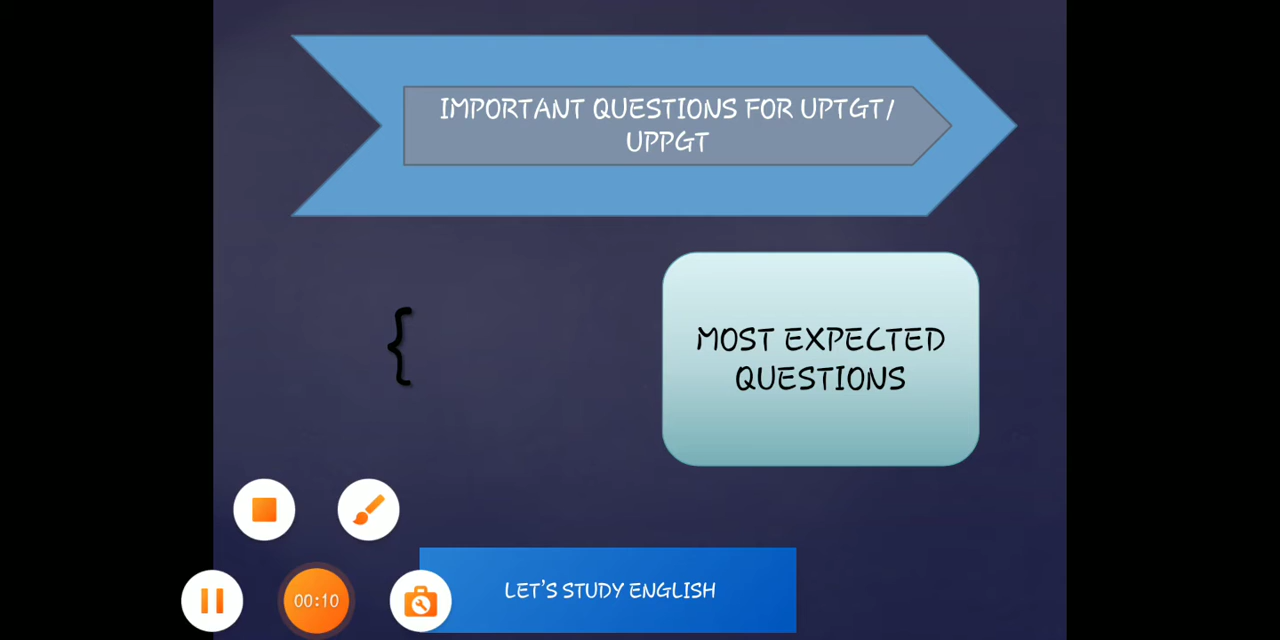 IMPORTANT QUESTIONS FOR UPTGT/
UPPGT
{
MOST EXPECTED
QUESTIONS
LET'S STUDY ENGLISH
00:10